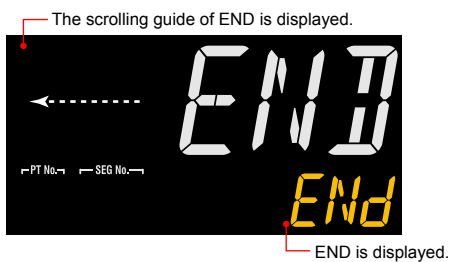 The scrolling guide of END is displayed.
END
PT No. SEG No.
ENd
END is displayed.